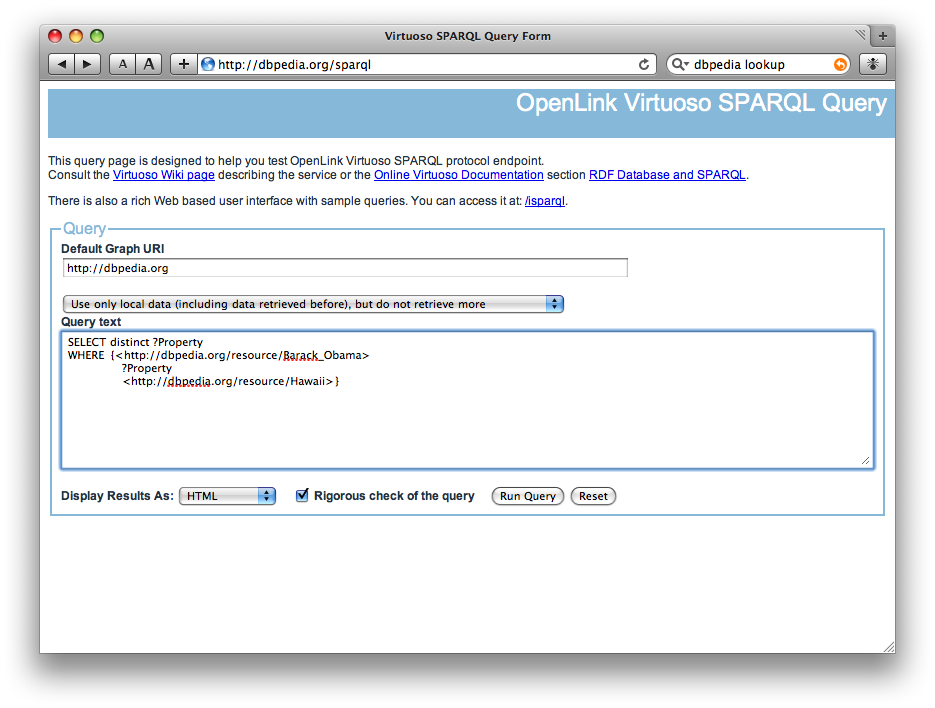 Virtuoso SPARQL Query Form
A A + http://dbpedia.org/sparql dbpedia lookup
OpenLink Virtuoso SPARQL Query
This query page is designed to help you test OpenLink Virtuoso SPARQL protocol endpoint.
Consult the Virtuoso Wiki page describing the service or the Online Virtuoso Documentation section RDF Database and SPARQL.
There is also a rich Web based user interface with sample queries. You can access it at: /isparql.
Query
Default Graph URI
http://dbpedia.org
Use only local data (including data retrieved before), but do not retrieve more
Query text
SELECT distinct ?Property
WHERE {<http://dbpedia.org/resource/Barack_Obama>
?Property
<http://dbpedia.org/resource/Hawaii>}
Display Results As: HTML Rigorous check of the query Run Query Reset